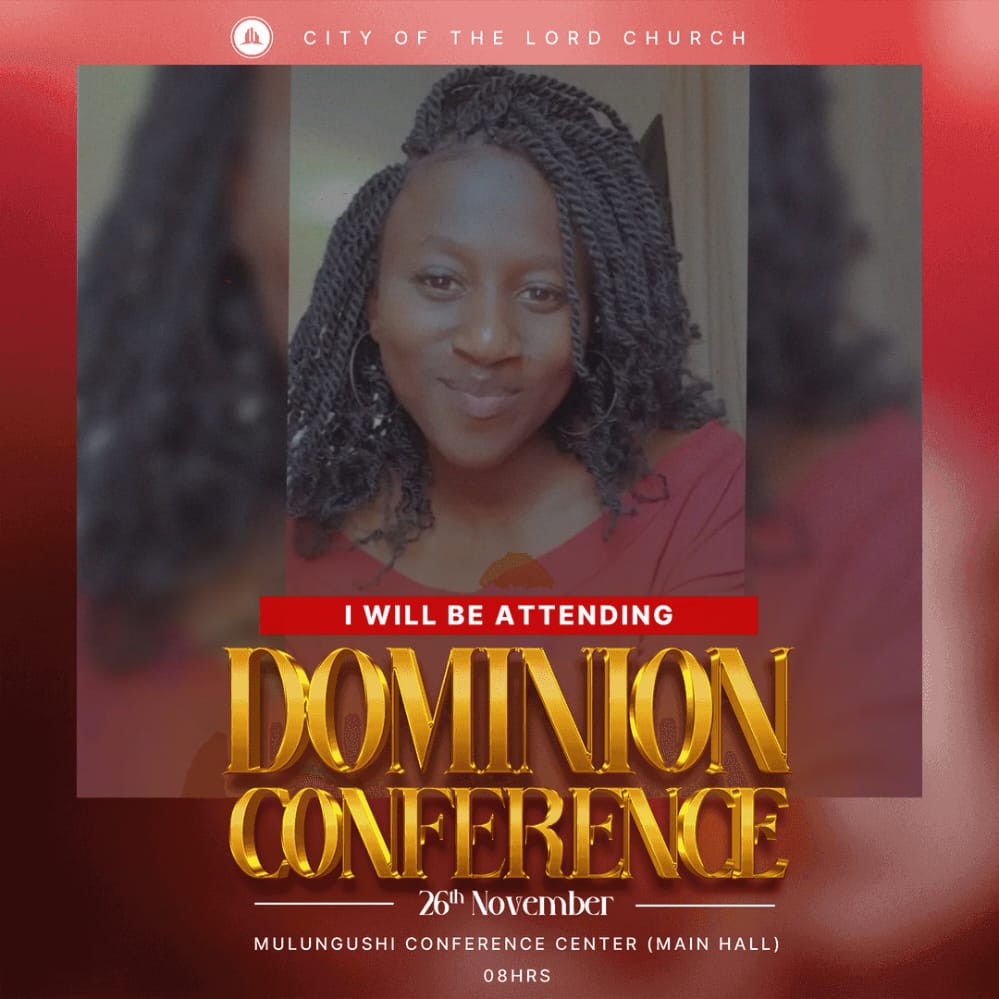 CITY OF THE LORD CHURCH
I WILL BE ATTENDING
DOMINION
CONFERENCE
26th November
MULUNGUSHI CONFERENCE CENTER (MAIN HALL)
08HRS